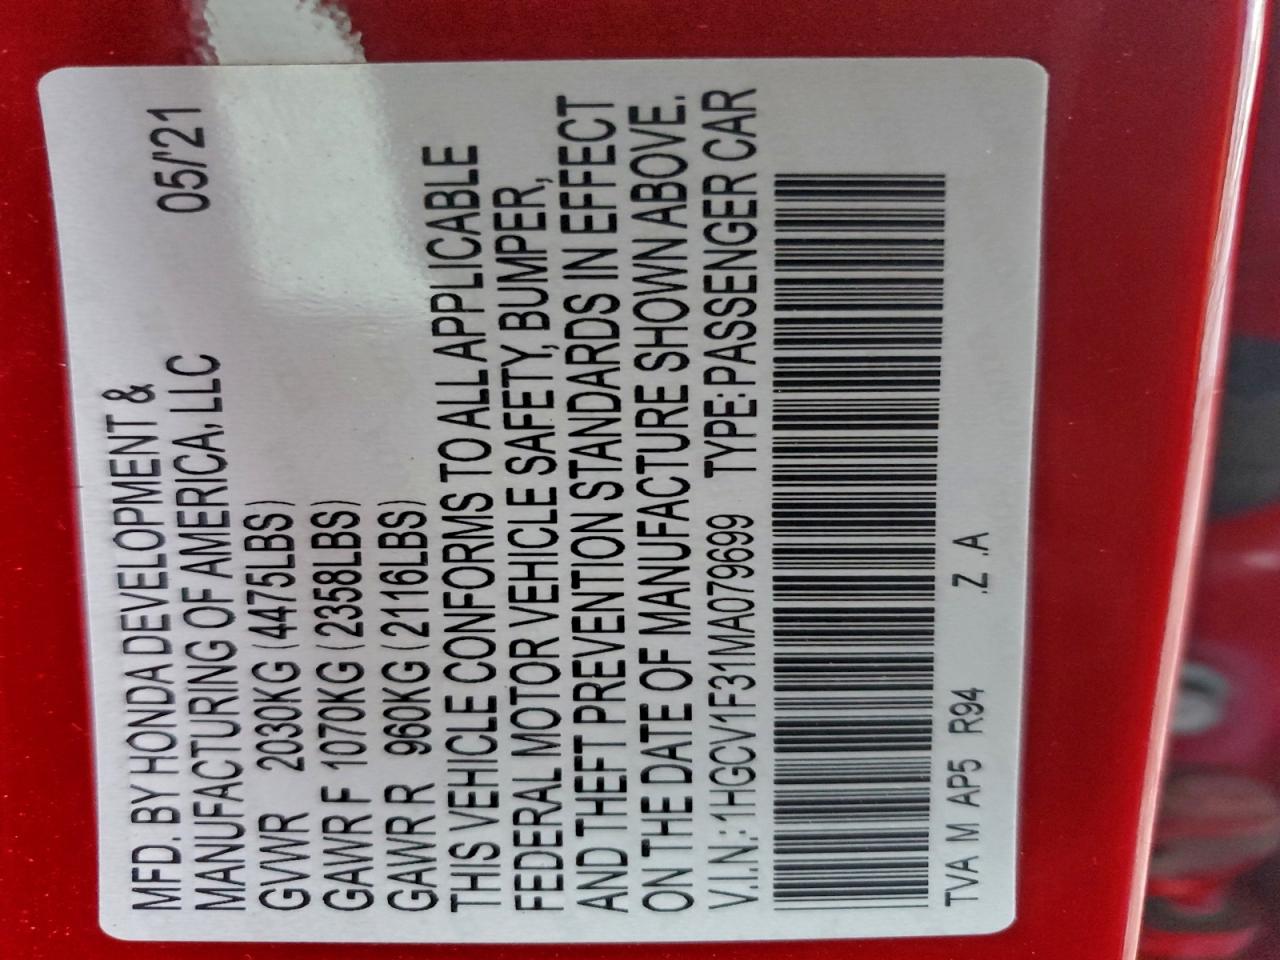 MFD. BY HONDA DEVELOPMENT &
MANUFACTURING OF AMERICA, LLC 05/'21
GVWR 2030KG (4475LBS)
GAWR F 1070KG (2358LBS)
GAWR R 960KG (2116LBS)
THIS VEHICLE CONFORMS TO ALL APPLICABLE
FEDERAL MOTOR VEHICLE SAFETY, BUMPER,
AND THEFT PREVENTION STANDARDS IN EFFECT
ON THE DATE OF MANUFACTURE SHOWN ABOVE.
V.I.N.: 1HGCV1F31MA079699 TYPE: PASSENGER CAR
TVA M AP5 R94 .Z .A